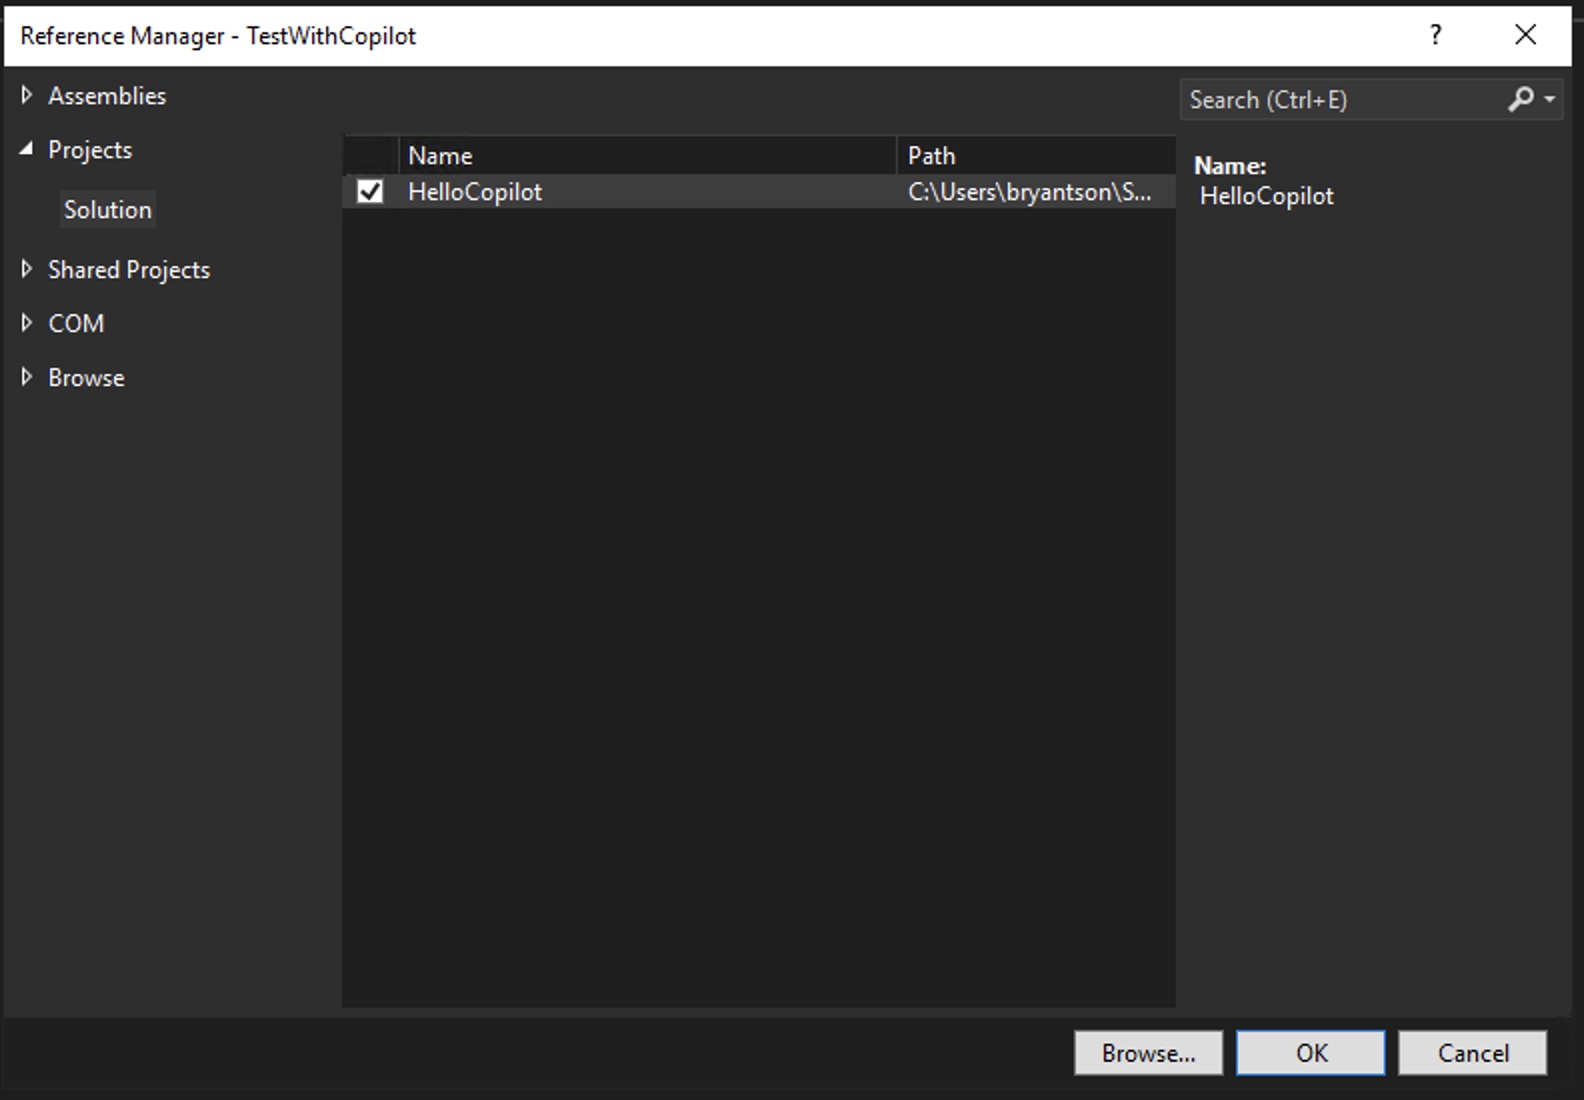 Reference Manager - TestWithCopilot
?
Assemblies
Projects
Solution
Shared Projects
COM
Browse
Name Path
HelloCopilot C:\Users\bryantson\S...
Search (Ctrl+E)
Name:
HelloCopilot
Browse... OK Cancel